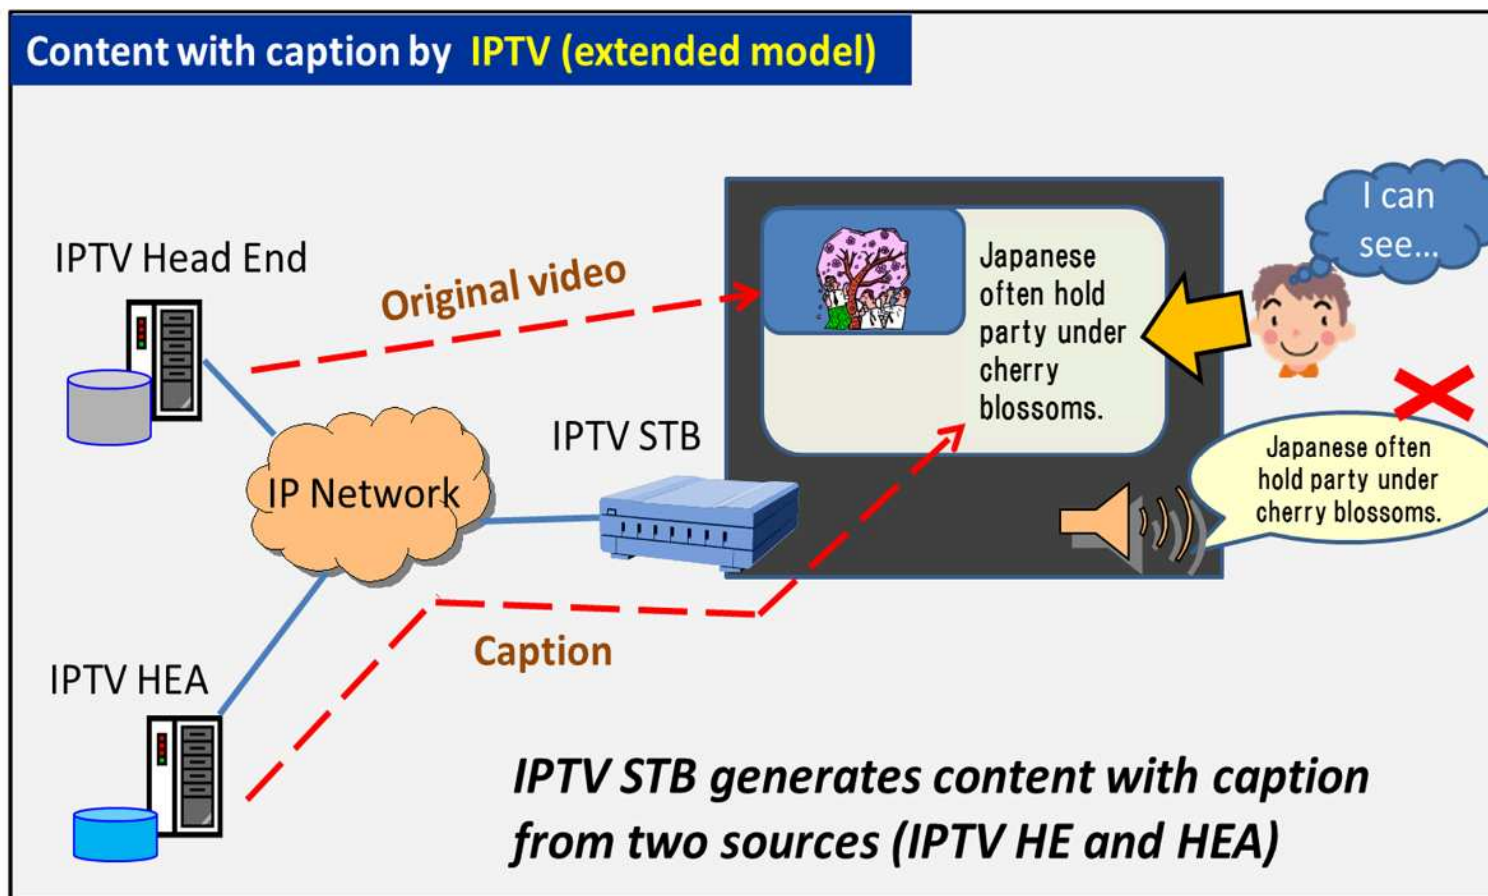 Content with caption by IPTV (extended model)
IPTV Head End
Original video
I can
see...
Japanese
often hold
party under
cherry
blossoms.
IPTV STB
IP Network
Japanese often
hold party under
cherry blossoms.
Caption
IPTV HEA
IPTV STB generates content with caption
from two sources (IPTV HE and HEA)